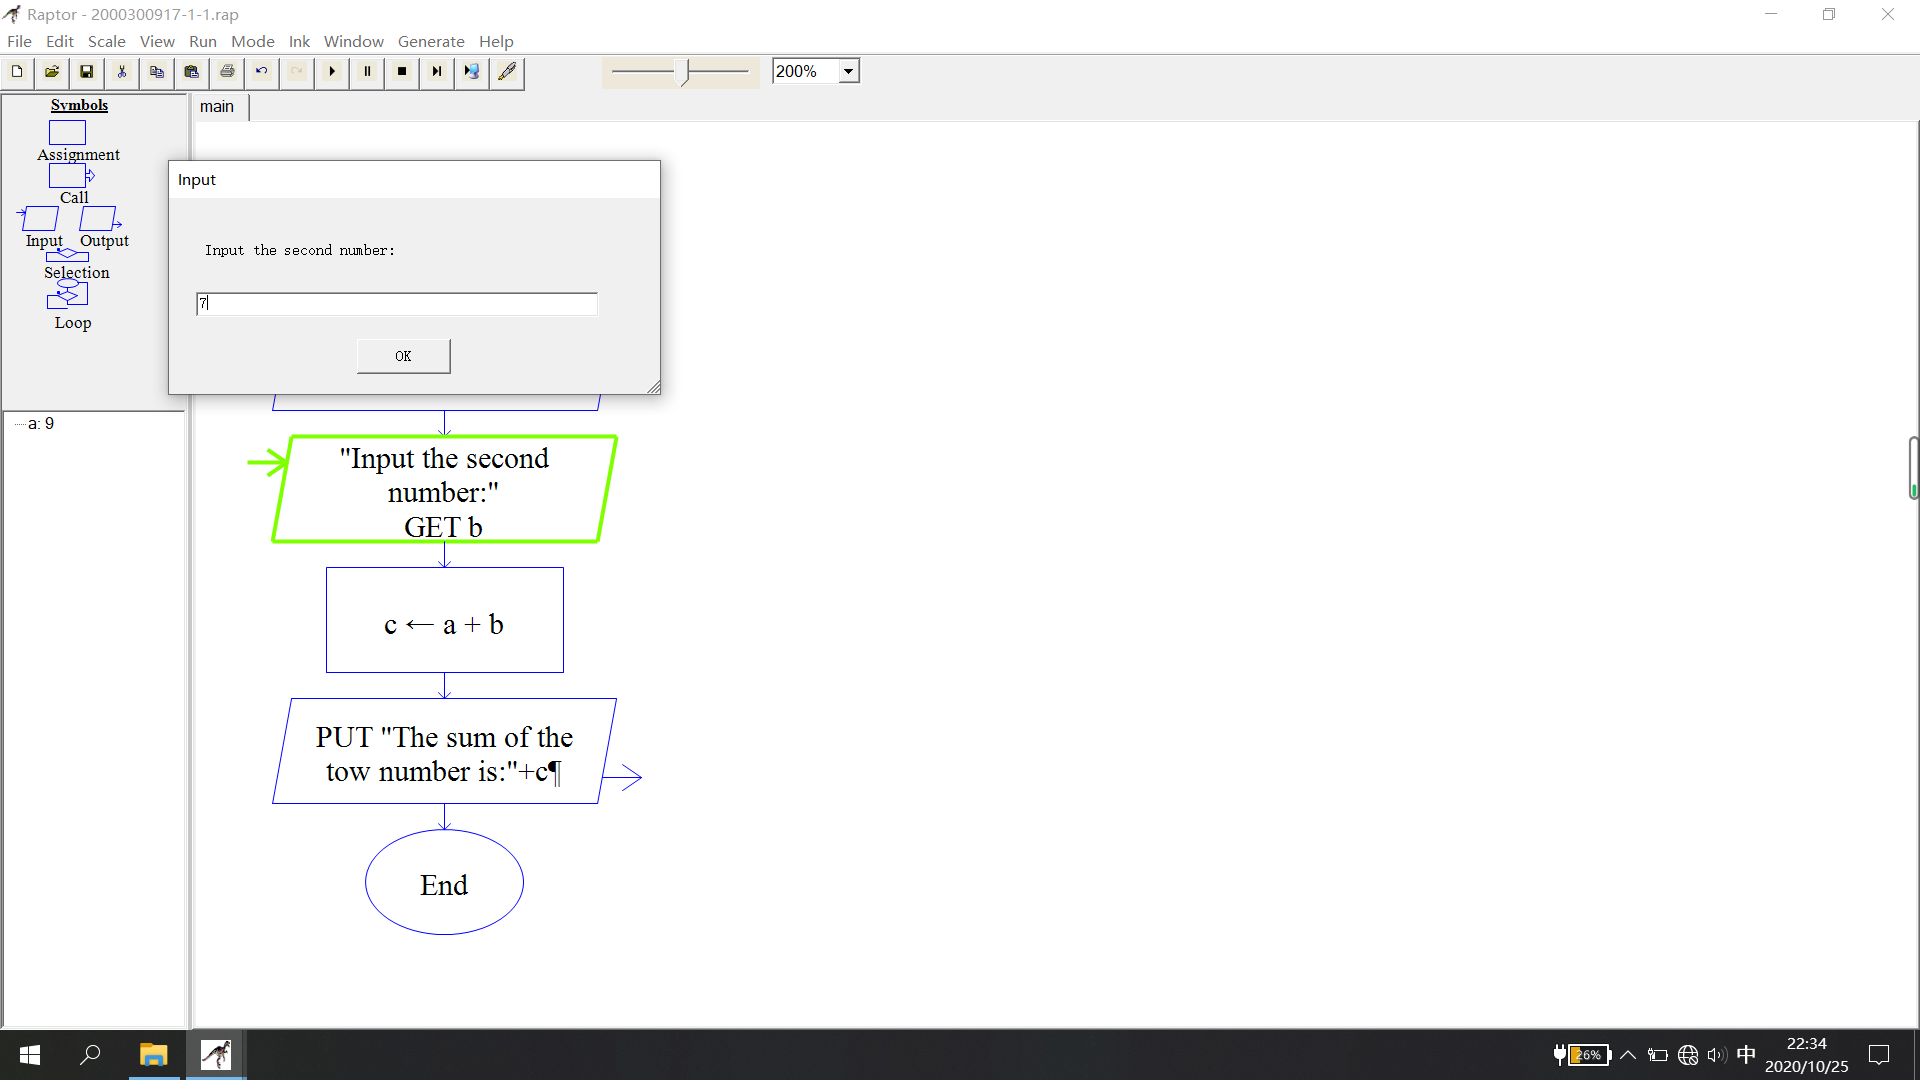 Raptor - 2000300917-1-1.rap
File Edit Scale View Run Mode Ink Window Generate Help
200%
Symbols
main
Assignment
Call
Input Output
Selection
Loop
Input
Input the second number:
7
OK
a: 9
"Input the second
number:"
GET b
c ← a + b
PUT "The sum of the
tow number is:"+c¶
End
26%
中
22:34
2020/10/25